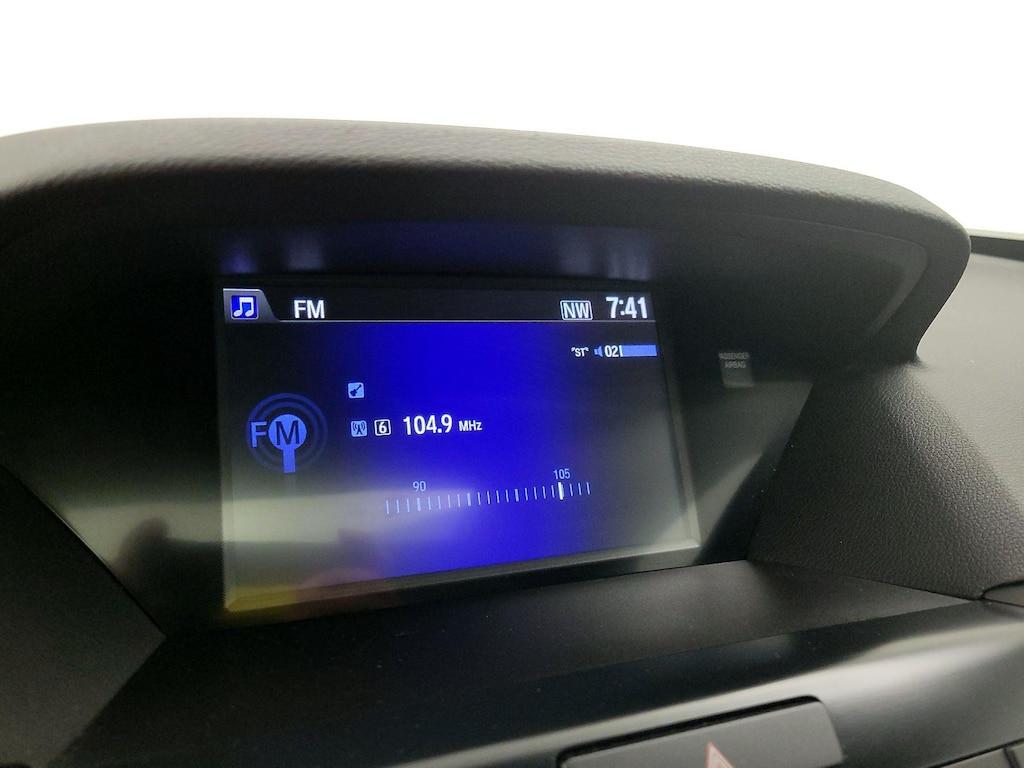 FM NW 7:41
"ST" 02
FM
6 104.9 MHz
90 105
PASSENGER
AIRBAG